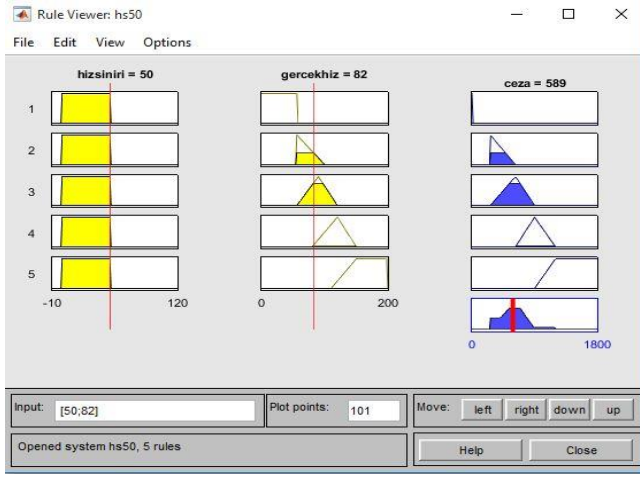 Rule Viewer: hs50
File Edit View Options
hizsiniri = 50 gercekhiz = 82 ceza = 589
1
2
3
4
5
-10 120 0 200
0 1800
Input: [50;82] Plot points: 101 Move: left right down up
Opened system hs50, 5 rules Help Close